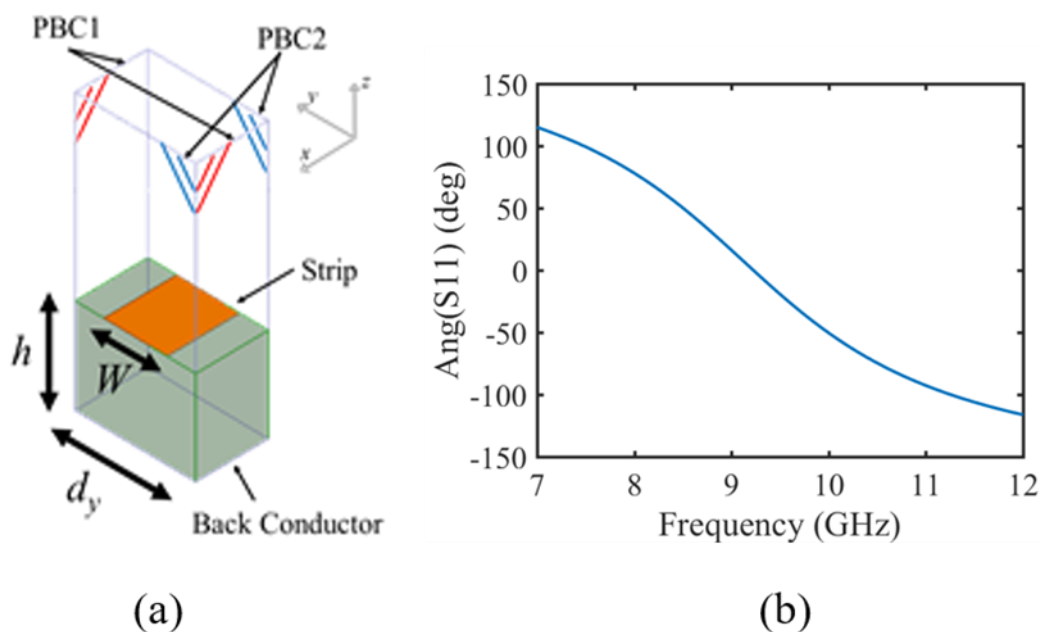 PBC1
PBC2
z
y
x
Strip
h
W
d_y
Back Conductor
(a)
150
100
50
0
-50
-100
-150
Ang(S11) (deg)
7 8 9 10 11 12
Frequency (GHz)
(b)